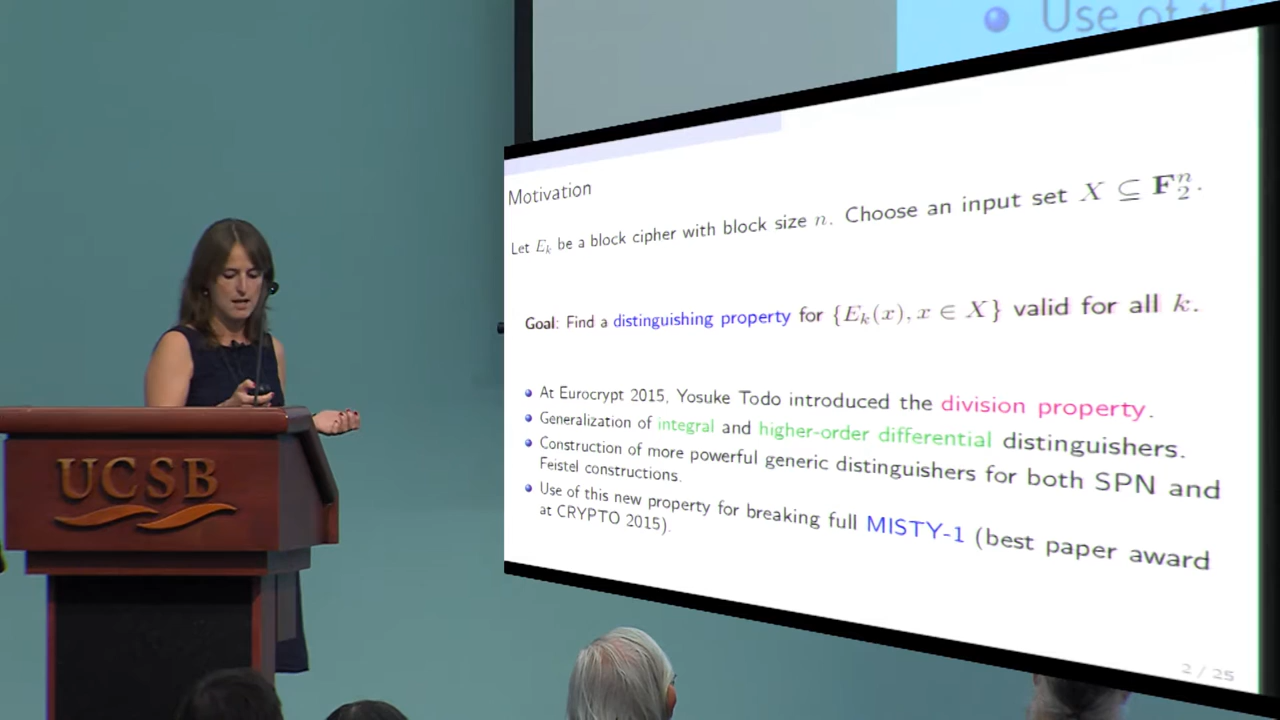 Use of
Motivation
Let E_k be a block cipher with block size n. Choose an input set X ⊆ F_2^n.
Goal: Find a distinguishing property for {E_k(x), x ∈ X} valid for all k.
At Eurocrypt 2015, Yosuke Todo introduced the division property.
Generalization of integral and higher-order differential distinguishers.
Construction of more powerful generic distinguishers for both SPN and
Feistel constructions.
Use of this new property for breaking full MISTY-1 (best paper award
at CRYPTO 2015).
2 / 25
UCSB